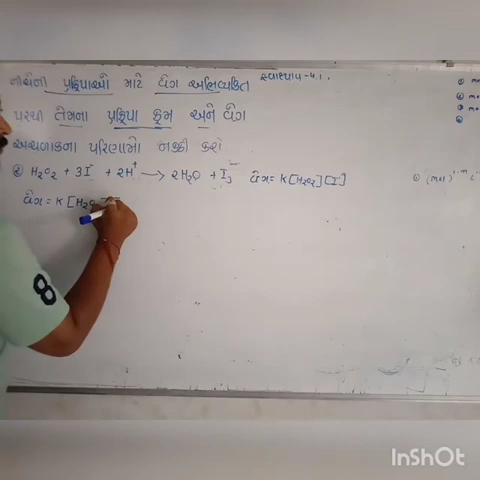 નીચેની પ્રક્રિયાઓ માટે વેગ અભિવ્યક્તિ
સ્વાધ્યાય - 4.1
પરથી તેમના પ્રક્રિયા ક્રમ અને વેગ
અચળાંકના પરિણામો નક્કી કરો
② H₂O₂ + 3I⁻ + 2H⁺ → 2H₂O + I₃⁻ વેગ = K [H₂O₂][I⁻]
વેગ = K [H₂O
InShOt